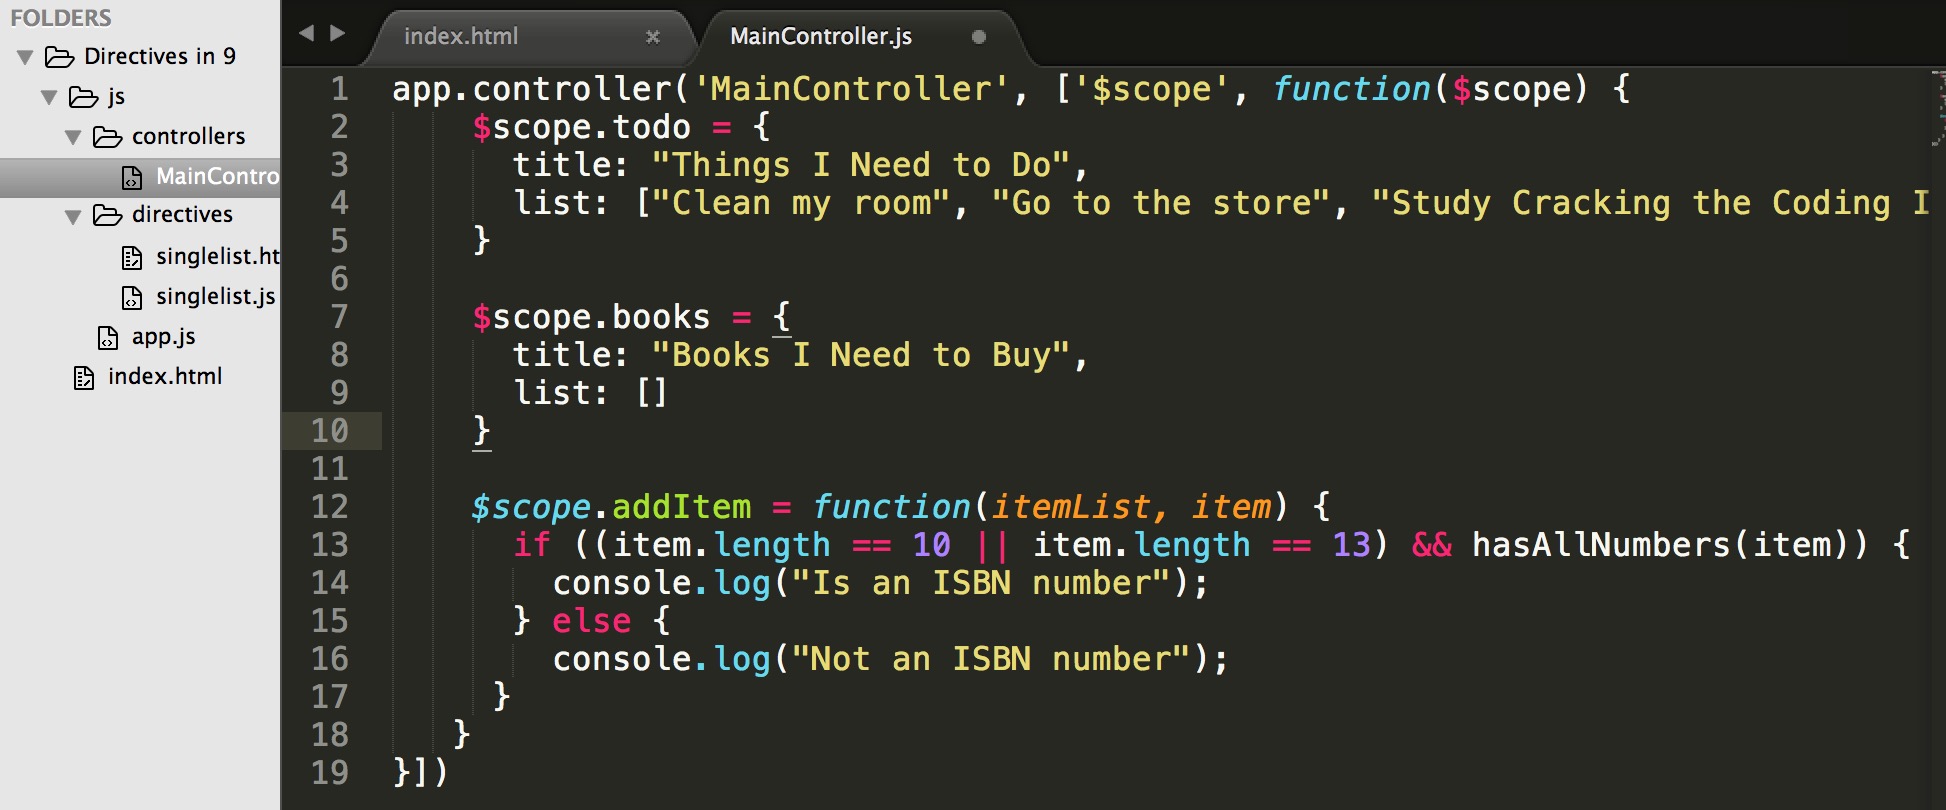 FOLDERS
Directives in 9
js
controllers
MainContro
directives
singlelist.ht
singlelist.js
app.js
index.html
index.html
MainController.js
1 app.controller('MainController', ['$scope', function($scope) {
2     $scope.todo = {
3       title: "Things I Need to Do",
4       list: ["Clean my room", "Go to the store", "Study Cracking the Coding I
5     }
6
7     $scope.books = {
8       title: "Books I Need to Buy",
9       list: []
10     }
11
12     $scope.addItem = function(itemList, item) {
13       if ((item.length == 10 || item.length == 13) && hasAllNumbers(item)) {
14         console.log("Is an ISBN number");
15       } else {
16         console.log("Not an ISBN number");
17      }
18    }
19 }])